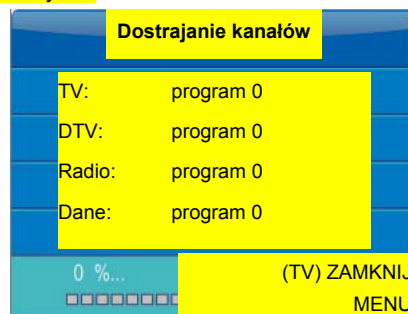 Dostrajanie kanałów
TV: program 0
DTV: program 0
Radio: program 0
Dane: program 0
0 %... (TV) ZAMKNIJ
MENU